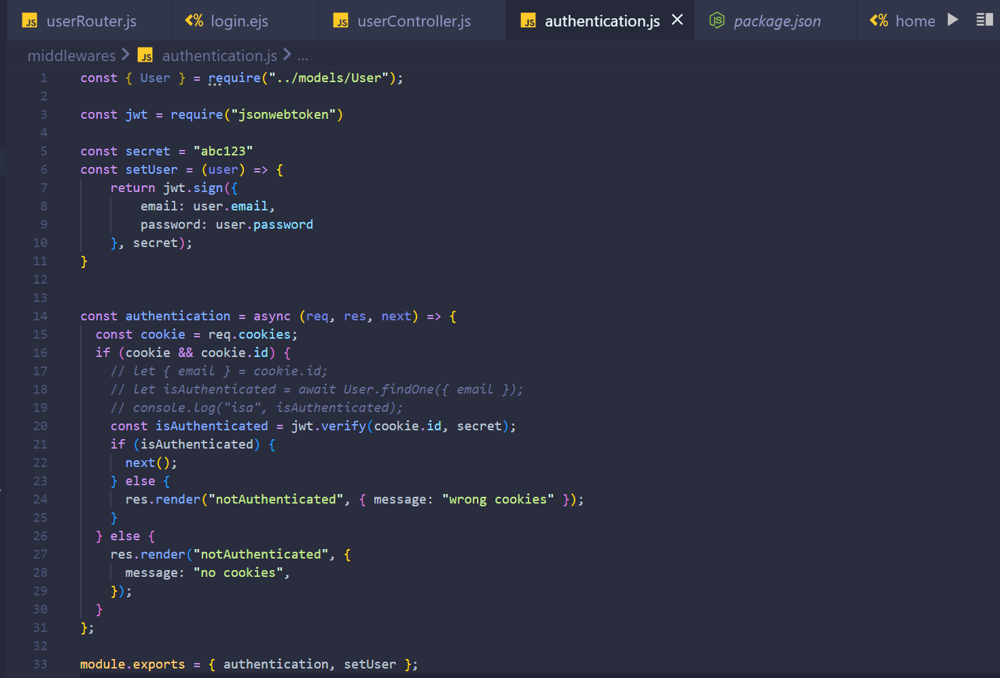 JS userRouter.js <% login.ejs JS userController.js JS authentication.js × JS package.json <% home
middlewares > JS authentication.js > ...
1 const { User } = require("../models/User");
2
3 const jwt = require("jsonwebtoken")
4
5 const secret = "abc123"
6 const setUser = (user) => {
7 return jwt.sign({
8 email: user.email,
9 password: user.password
10 }, secret);
11 }
12
13
14 const authentication = async (req, res, next) => {
15 const cookie = req.cookies;
16 if (cookie && cookie.id) {
17 // let { email } = cookie.id;
18 // let isAuthenticated = await User.findOne({ email });
19 // console.log("isa", isAuthenticated);
20 const isAuthenticated = jwt.verify(cookie.id, secret);
21 if (isAuthenticated) {
22 next();
23 } else {
24 res.render("notAuthenticated", { message: "wrong cookies" });
25 }
26 } else {
27 res.render("notAuthenticated", {
28 message: "no cookies",
29 });
30 }
31 };
32
33 module.exports = { authentication, setUser };